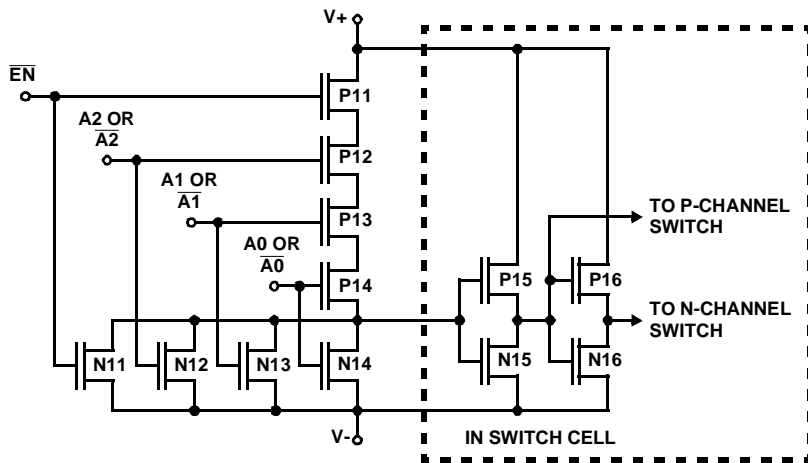 V+
EN
P11
A2 OR
A2
P12
A1 OR
A1
P13
TO P-CHANNEL
SWITCH
A0 OR
A0
P14
P15
P16
TO N-CHANNEL
SWITCH
N11
N12
N13
N14
N15
N16
V-
IN SWITCH CELL